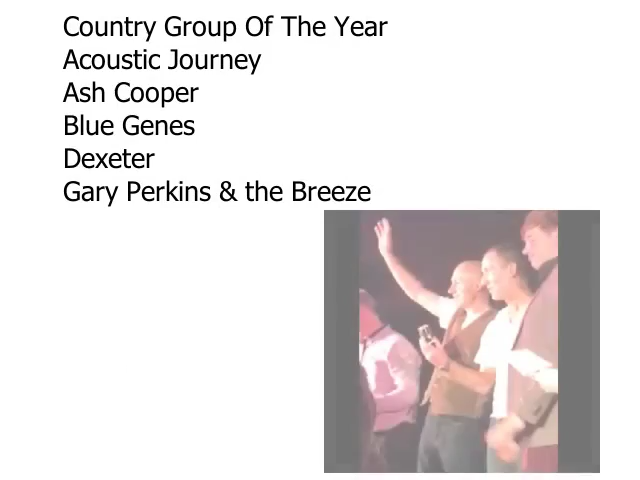 Country Group Of The Year
Acoustic Journey
Ash Cooper
Blue Genes
Dexeter
Gary Perkins & the Breeze